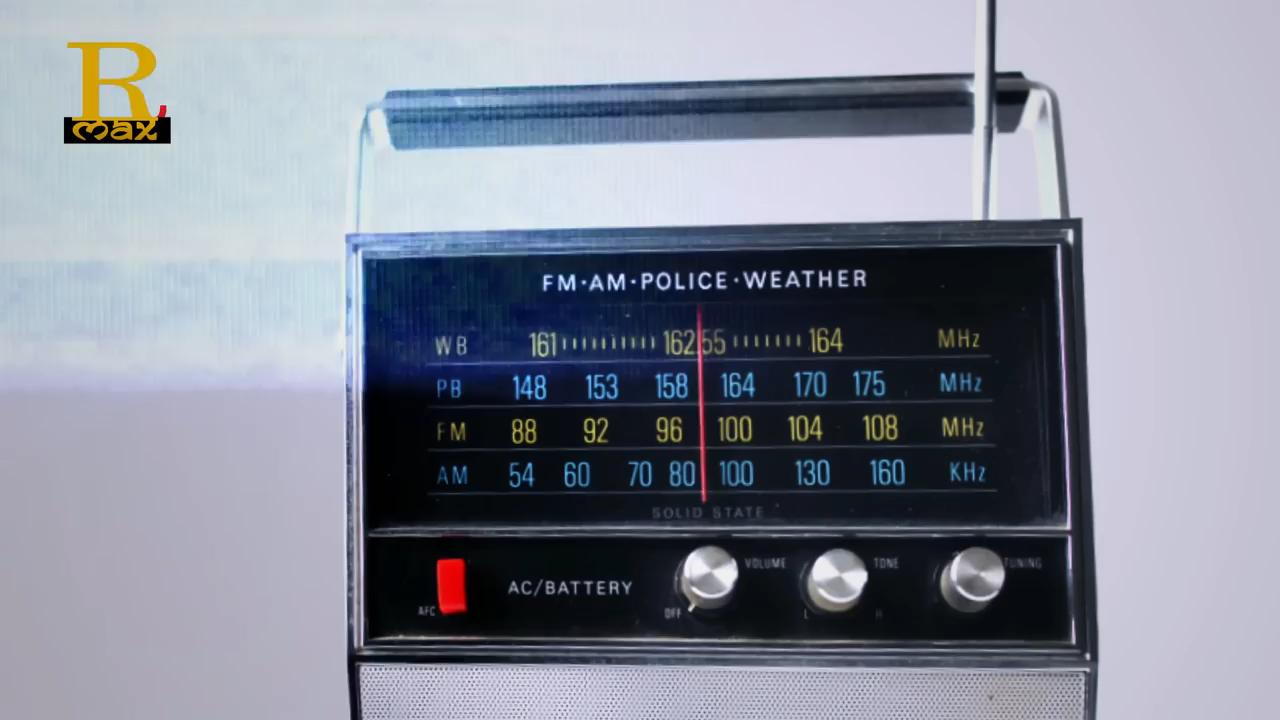 R
max
FM·AM·POLICE·WEATHER
WB 161 162.55 164 MHz
PB 148 153 158 164 170 175 MHz
FM 88 92 96 100 104 108 MHz
AM 54 60 70 80 100 130 160 KHz
SOLID STATE
AFC AC/BATTERY OFF VOLUME L TONE H TUNING